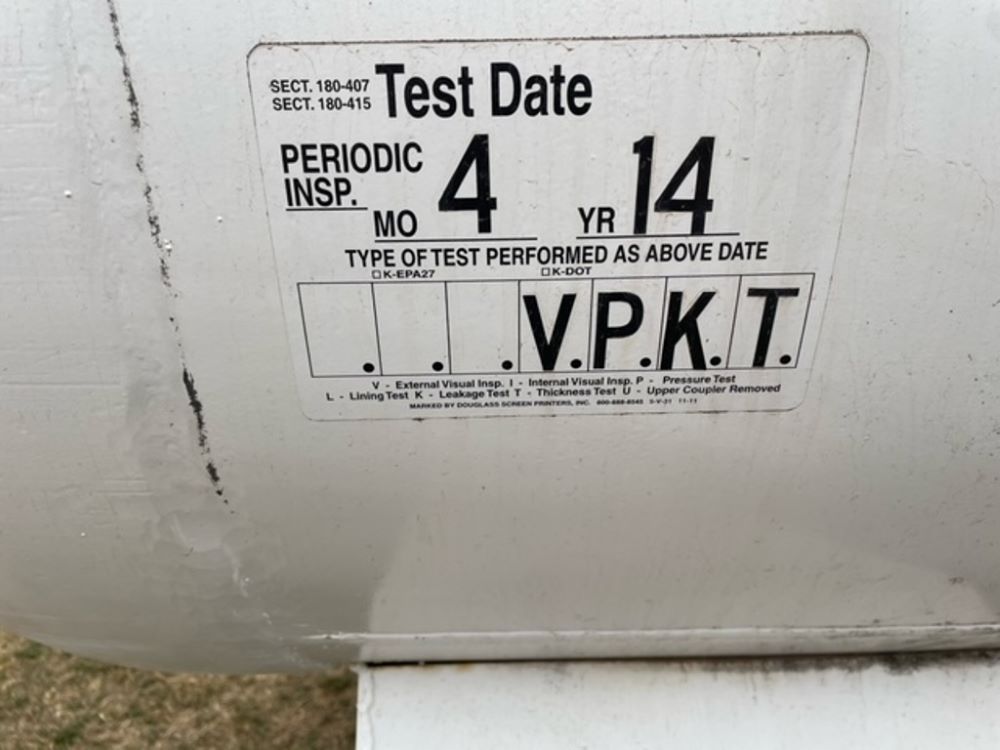 SECT. 180-407
SECT. 180-415
Test Date
PERIODIC
INSP.
MO 4 YR 14
TYPE OF TEST PERFORMED AS ABOVE DATE
☐K-EPA27 ☐K-DOT
. . . V. P. K. T.
V - External Visual Insp. I - Internal Visual Insp. P - Pressure Test
L - Lining Test K - Leakage Test T - Thickness Test U - Upper Coupler Removed
MARKED BY DOUGLASS SCREEN PRINTERS, INC.